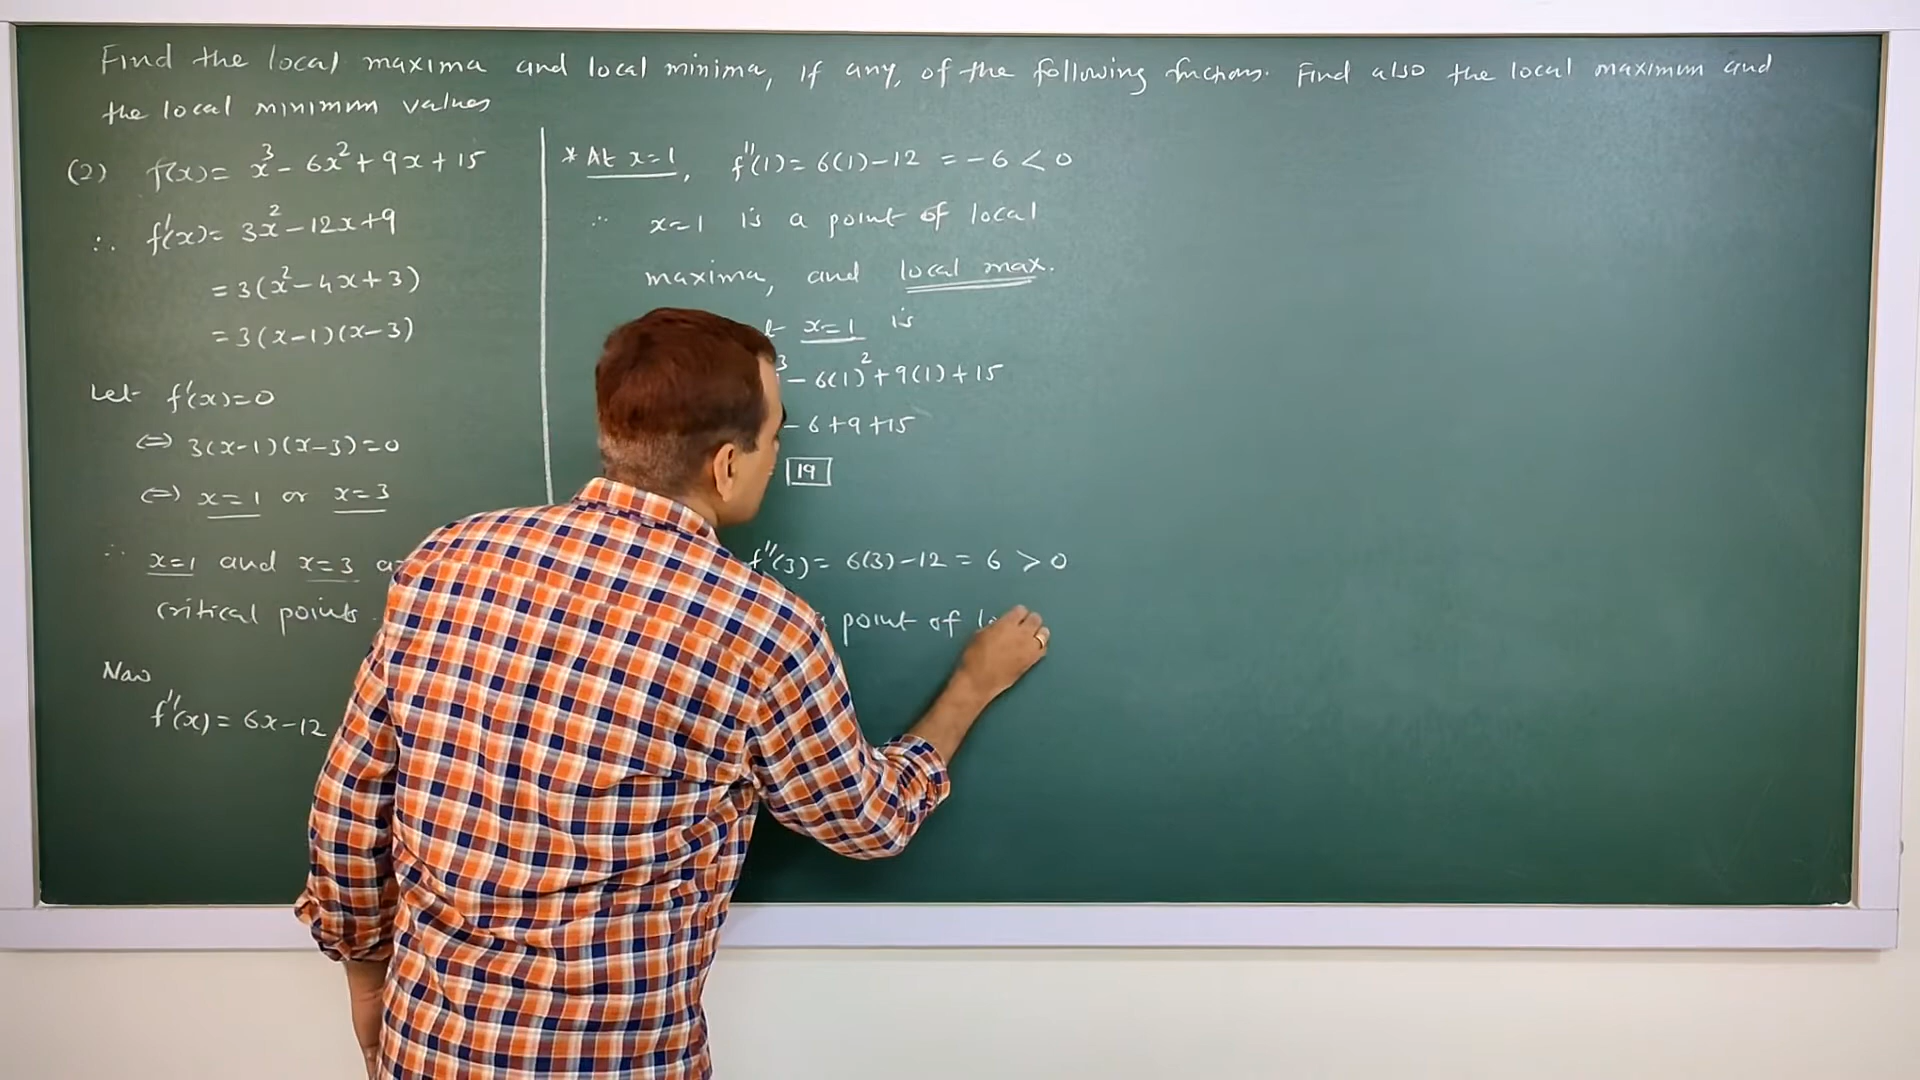 Find the local maxima and local minima, if any, of the following functions. Find also the local maximum and
the local minimum values
(2) f(x) = x³ - 6x² + 9x + 15
∴ f'(x) = 3x² - 12x + 9
= 3(x² - 4x + 3)
= 3(x-1)(x-3)
Let f'(x) = 0
⇔ 3(x-1)(x-3) = 0
⇔ x = 1 or x = 3
∴ x=1 and x=3
critical points
Now
f''(x) = 6x - 12
* At x=1, f''(1) = 6(1) - 12 = -6 < 0
∴ x=1 is a point of local
maxima, and local max.
x=1 is
³ - 6(1)² + 9(1) + 15
- 6 + 9 + 15
19
f''(3) = 6(3) - 12 = 6 > 0
point of